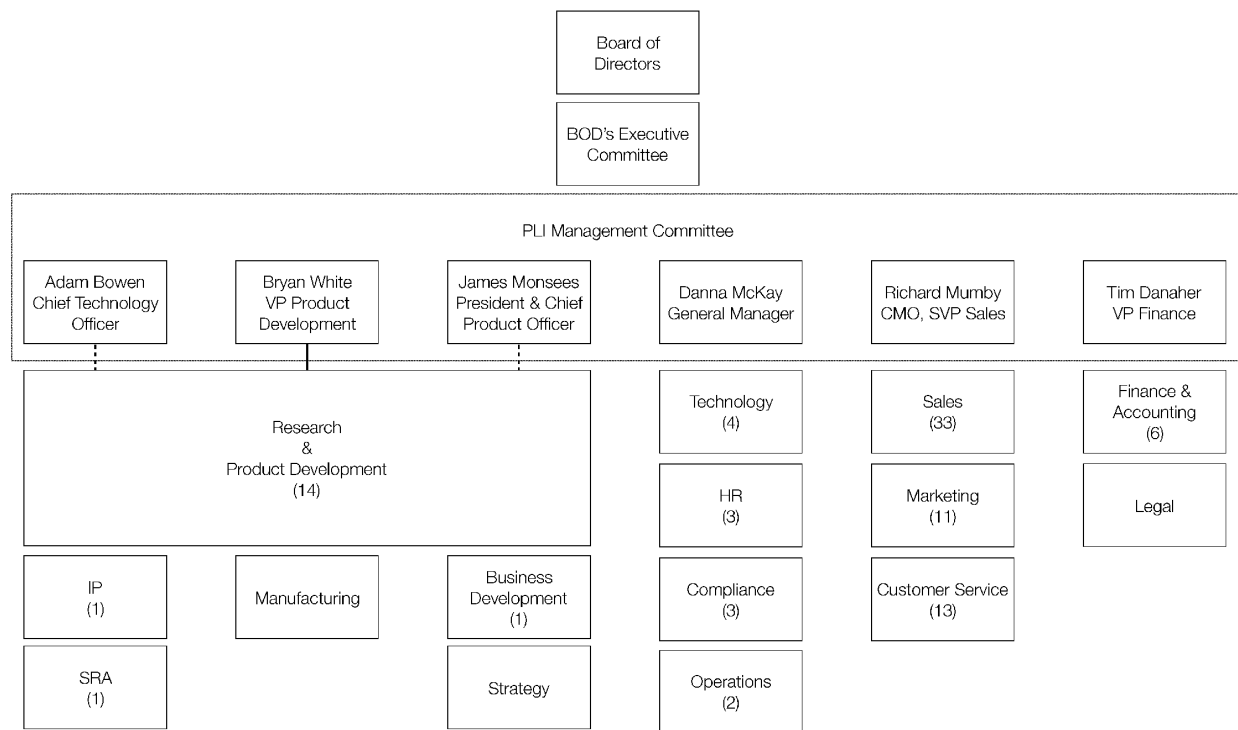 Board of
Directors
BOD's Executive
Committee
PLI Management Committee
Adam Bowen
Chief Technology
Officer
Bryan White
VP Product
Development
James Monsees
President & Chief
Product Officer
Danna McKay
General Manager
Richard Mumby
CMO, SVP Sales
Tim Danaher
VP Finance
Research
&
Product Development
(14)
Technology
(4)
Sales
(33)
Finance &
Accounting
(6)
HR
(3)
Marketing
(11)
Legal
IP
(1)
Manufacturing
Business
Development
(1)
Compliance
(3)
Customer Service
(13)
SRA
(1)
Strategy
Operations
(2)